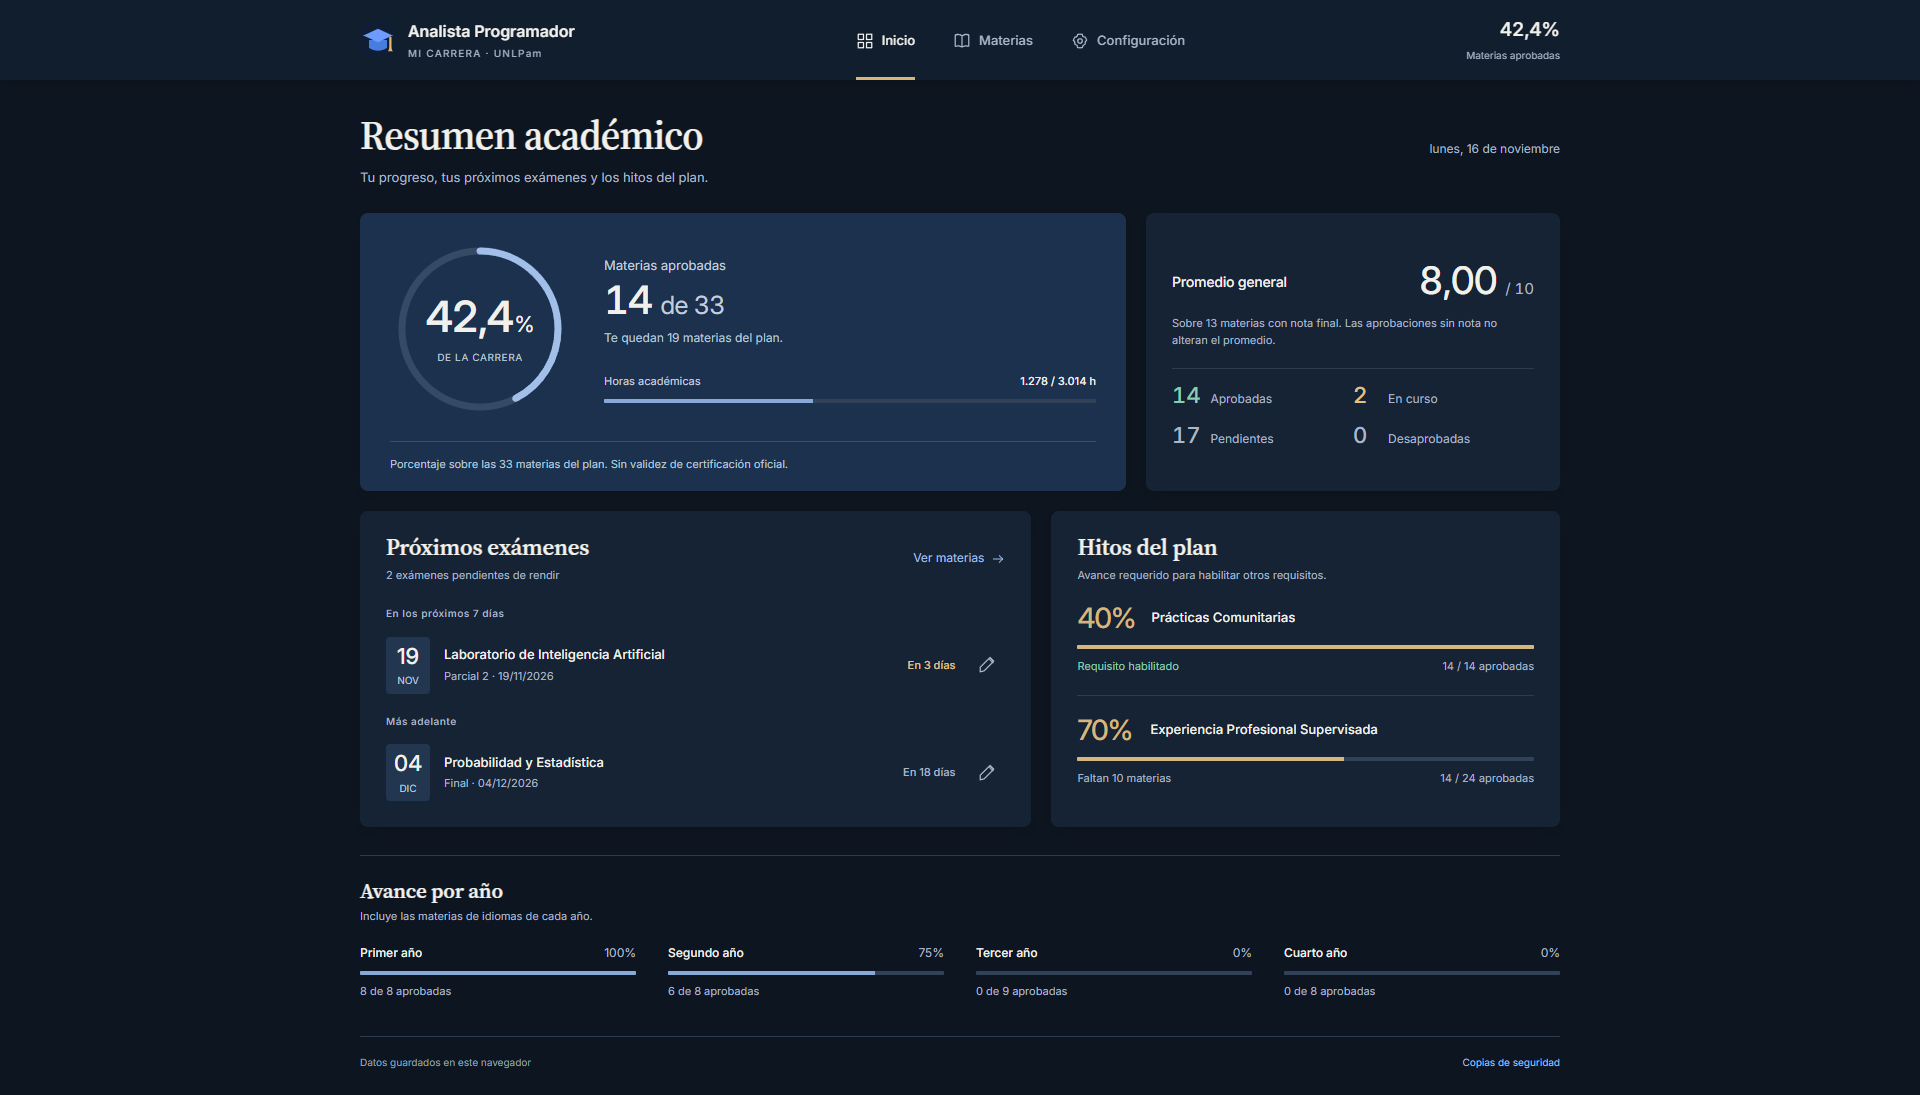 Analista Programador
MI CARRERA · UNLPam
Inicio
Materias
Configuración
42,4%
Materias aprobadas
Resumen académico
lunes, 16 de noviembre
Tu progreso, tus próximos exámenes y los hitos del plan.
42,4%
DE LA CARRERA
Materias aprobadas
14 de 33
Te quedan 19 materias del plan.
Horas académicas
1.278 / 3.014 h
Porcentaje sobre las 33 materias del plan. Sin validez de certificación oficial.
Promedio general
8,00 / 10
Sobre 13 materias con nota final. Las aprobaciones sin nota no
alteran el promedio.
14 Aprobadas
2 En curso
17 Pendientes
0 Desaprobadas
Próximos exámenes
Ver materias →
2 exámenes pendientes de rendir
En los próximos 7 días
19
NOV
Laboratorio de Inteligencia Artificial
Parcial 2 · 19/11/2026
En 3 días
Más adelante
04
DIC
Probabilidad y Estadística
Final · 04/12/2026
En 18 días
Hitos del plan
Avance requerido para habilitar otros requisitos.
40% Prácticas Comunitarias
Requisito habilitado
14 / 14 aprobadas
70% Experiencia Profesional Supervisada
Faltan 10 materias
14 / 24 aprobadas
Avance por año
Incluye las materias de idiomas de cada año.
Primer año
100%
8 de 8 aprobadas
Segundo año
75%
6 de 8 aprobadas
Tercer año
0%
0 de 9 aprobadas
Cuarto año
0%
0 de 8 aprobadas
Datos guardados en este navegador
Copias de seguridad